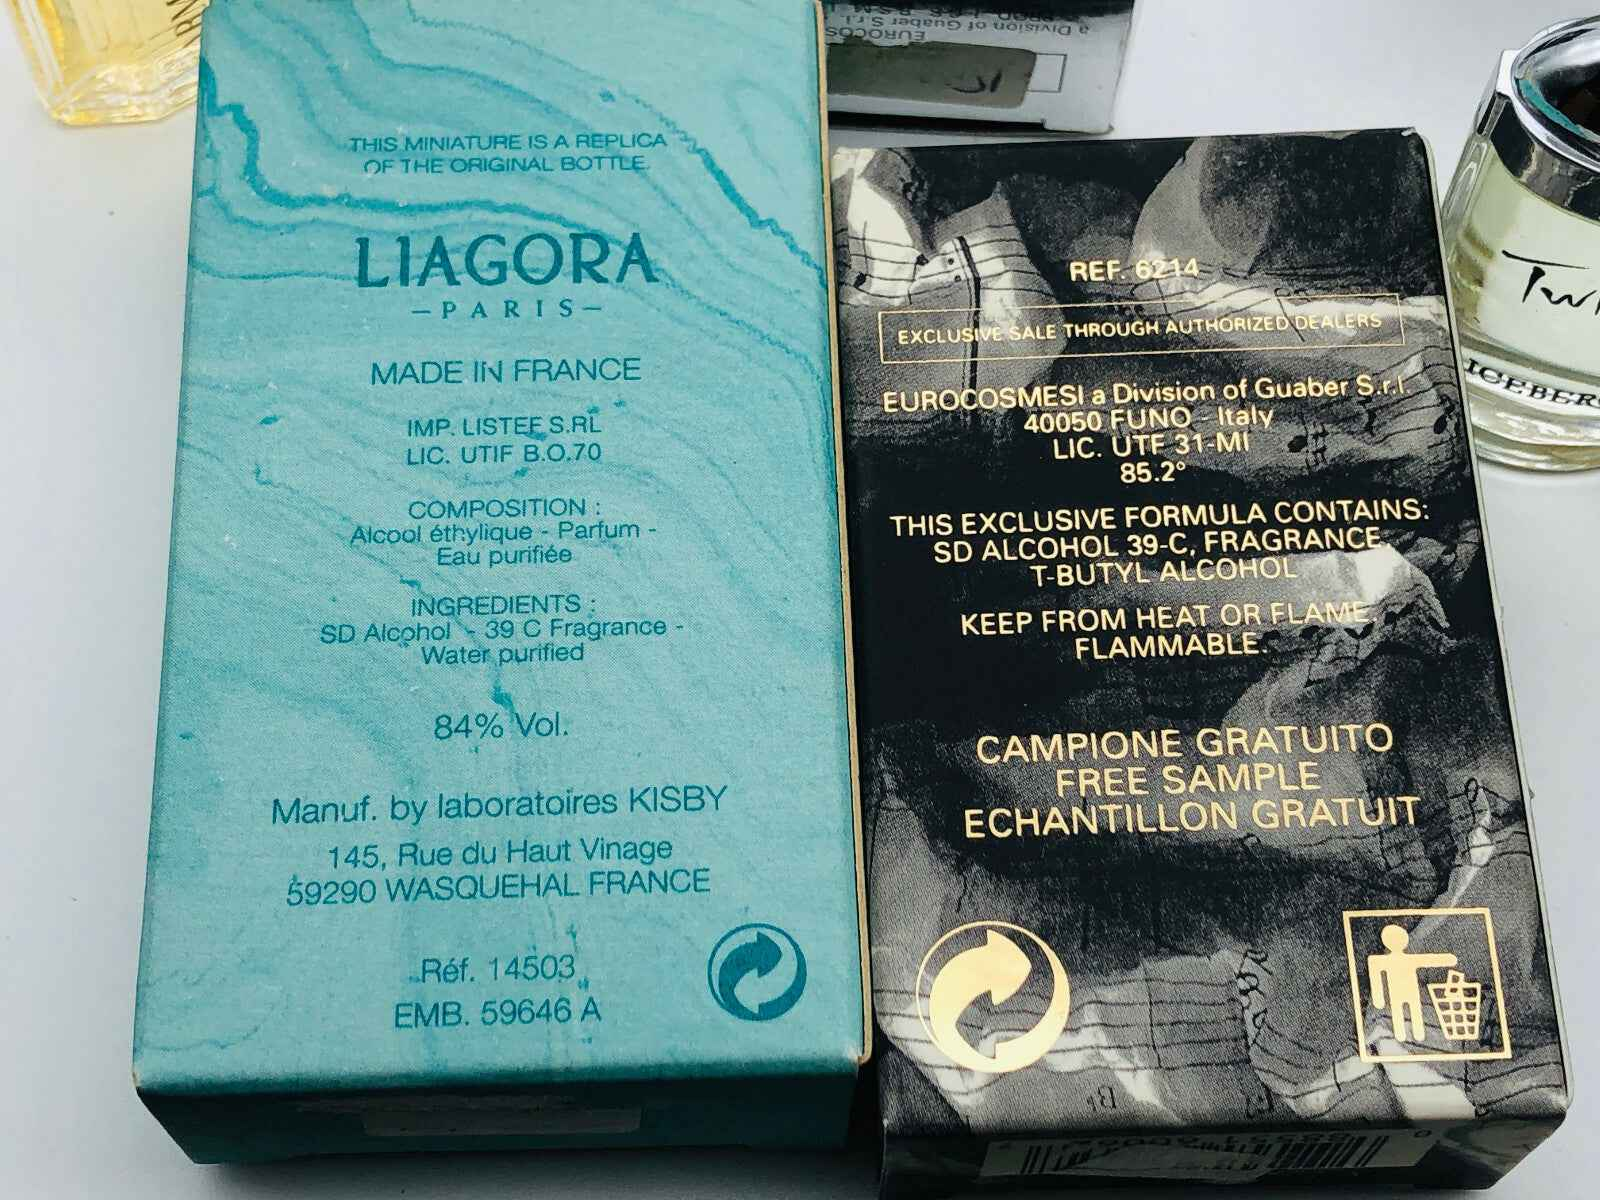 THIS MINIATURE IS A REPLICA
OF THE ORIGINAL BOTTLE.
LIAGORA
– PARIS –
MADE IN FRANCE
IMP. LISTEE S.RL
LIC. UTIF B.O.70
COMPOSITION :
Alcool éthylique - Parfum -
Eau purifiée
INGREDIENTS :
SD Alcohol - 39 C Fragrance -
Water purified
84% Vol.
Manuf. by laboratoires KISBY
145, Rue du Haut Vinage
59290 WASQUEHAL FRANCE
Réf. 14503
EMB. 59646 A
REF. 6214
EXCLUSIVE SALE THROUGH AUTHORIZED DEALERS
EUROCOSMESI a Division of Guaber S.r.l.
40050 FUNO - Italy
LIC. UTF 31-MI
85.2°
THIS EXCLUSIVE FORMULA CONTAINS:
SD ALCOHOL 39-C, FRAGRANCE,
T-BUTYL ALCOHOL
KEEP FROM HEAT OR FLAME
FLAMMABLE.
CAMPIONE GRATUITO
FREE SAMPLE
ECHANTILLON GRATUIT
a Division of Guaber S.r.l.
ICEBERG